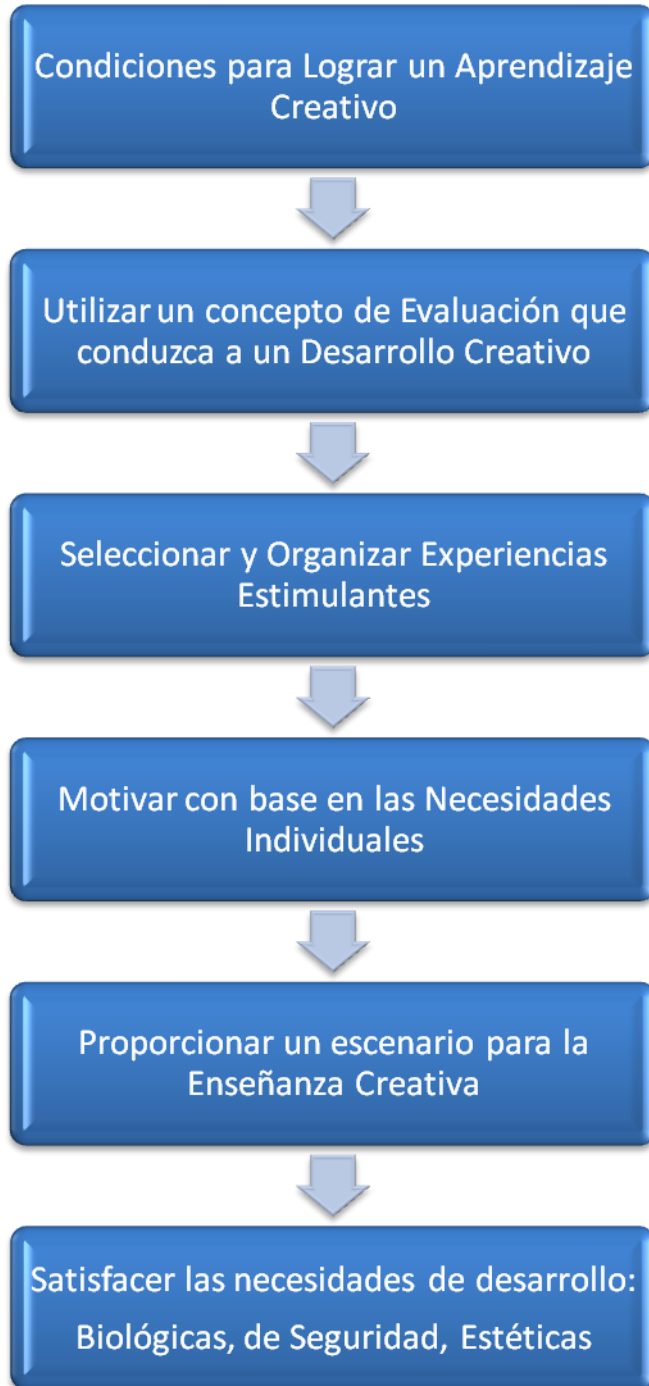 Condiciones para Lograr un Aprendizaje
Creativo
Utilizar un concepto de Evaluación que
conduzca a un Desarrollo Creativo
Seleccionar y Organizar Experiencias
Estimulantes
Motivar con base en las Necesidades
Individuales
Proporcionar un escenario para la
Enseñanza Creativa
Satisfacer las necesidades de desarrollo:
Biológicas, de Seguridad, Estéticas